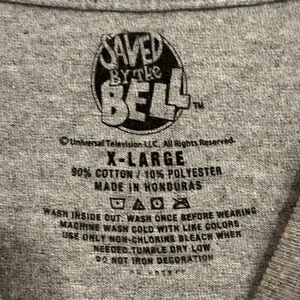 SAVED
BY THE
BELL™
© Universal Television LLC. All Rights Reserved.
X-LARGE
90% COTTON / 10% POLYESTER
MADE IN HONDURAS
WASH INSIDE OUT. WASH ONCE BEFORE WEARING
MACHINE WASH COLD WITH LIKE COLORS
USE ONLY NON-CHLORINE BLEACH WHEN
NEEDED.TUMBLE DRY LOW
DO NOT IRON DECORATION